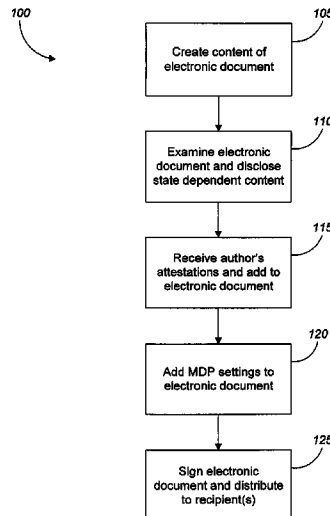 100
105
Create content of
electronic document
110
Examine electronic
document and disclose
state dependent content
115
Receive author's
attestations and add to
electronic document
120
Add MDP settings to
electronic document
125
Sign electronic
document and distribute
to recipient(s)